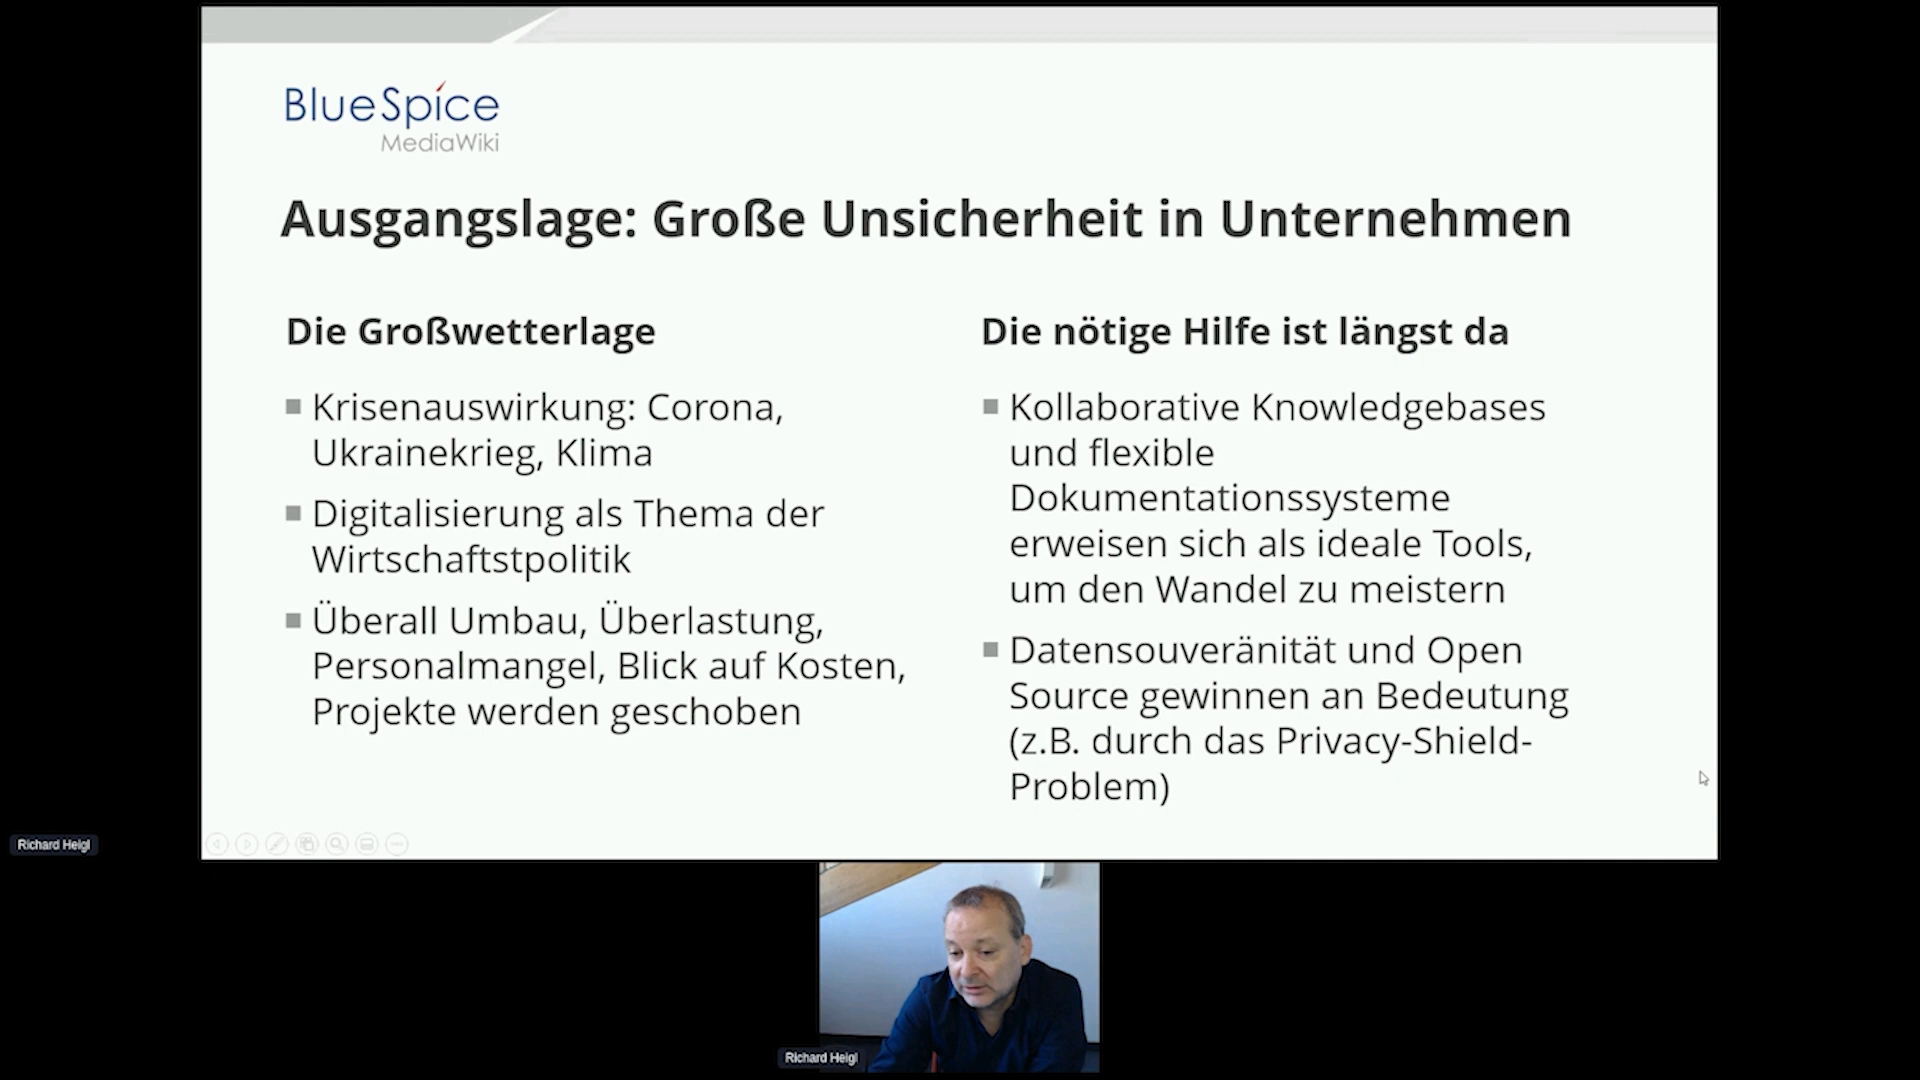 BlueSpice
MediaWiki
Ausgangslage: Große Unsicherheit in Unternehmen
Die Großwetterlage
Krisenauswirkung: Corona,
Ukrainekrieg, Klima
Digitalisierung als Thema der
Wirtschaftstpolitik
Überall Umbau, Überlastung,
Personalmangel, Blick auf Kosten,
Projekte werden geschoben
Die nötige Hilfe ist längst da
Kollaborative Knowledgebases
und flexible
Dokumentationssysteme
erweisen sich als ideale Tools,
um den Wandel zu meistern
Datensouveränität und Open
Source gewinnen an Bedeutung
(z.B. durch das Privacy-Shield-
Problem)
Richard Heigl
Richard Heigl